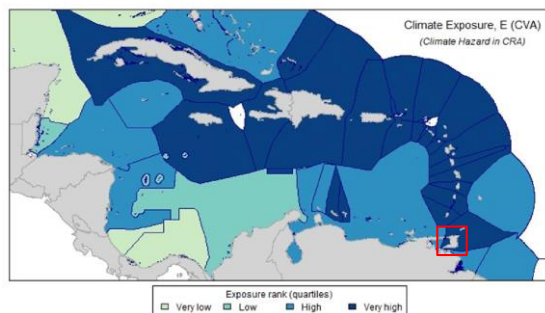 Climate Exposure, E (CVA)
(Climate Hazard in CRA)
Exposure rank (quartiles)
Very low Low High Very high